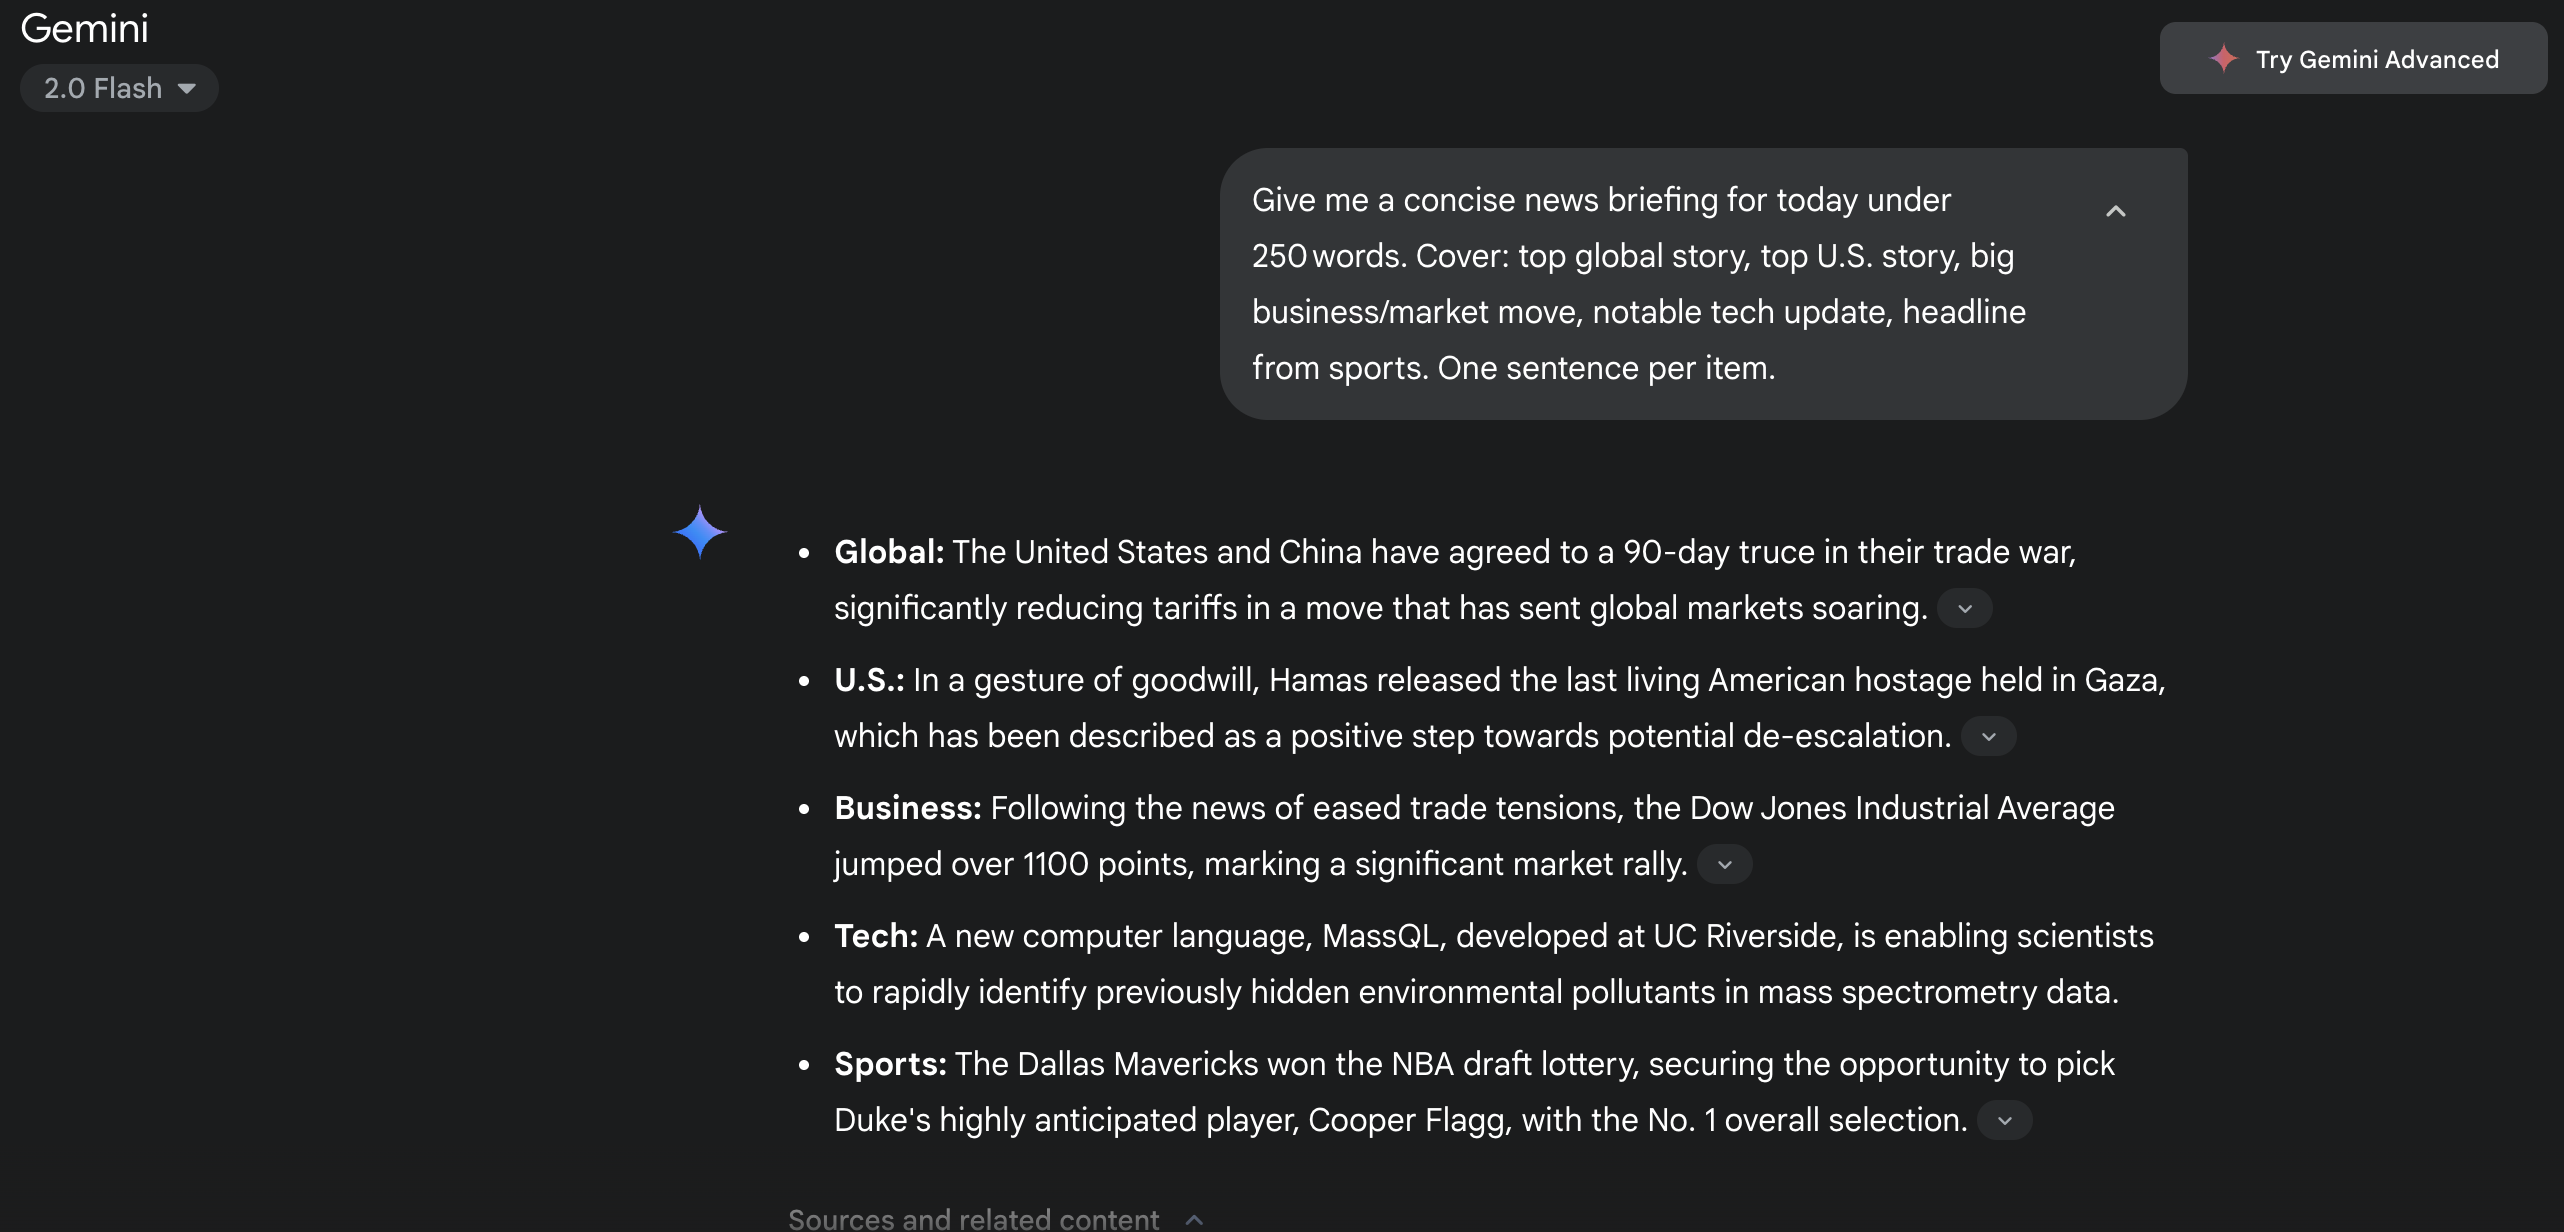 Gemini
2.0 Flash
Try Gemini Advanced
Give me a concise news briefing for today under
250 words. Cover: top global story, top U.S. story, big
business/market move, notable tech update, headline
from sports. One sentence per item.
• Global: The United States and China have agreed to a 90-day truce in their trade war,
significantly reducing tariffs in a move that has sent global markets soaring.
• U.S.: In a gesture of goodwill, Hamas released the last living American hostage held in Gaza,
which has been described as a positive step towards potential de-escalation.
• Business: Following the news of eased trade tensions, the Dow Jones Industrial Average
jumped over 1100 points, marking a significant market rally.
• Tech: A new computer language, MassQL, developed at UC Riverside, is enabling scientists
to rapidly identify previously hidden environmental pollutants in mass spectrometry data.
• Sports: The Dallas Mavericks won the NBA draft lottery, securing the opportunity to pick
Duke's highly anticipated player, Cooper Flagg, with the No. 1 overall selection.
Sources and related content